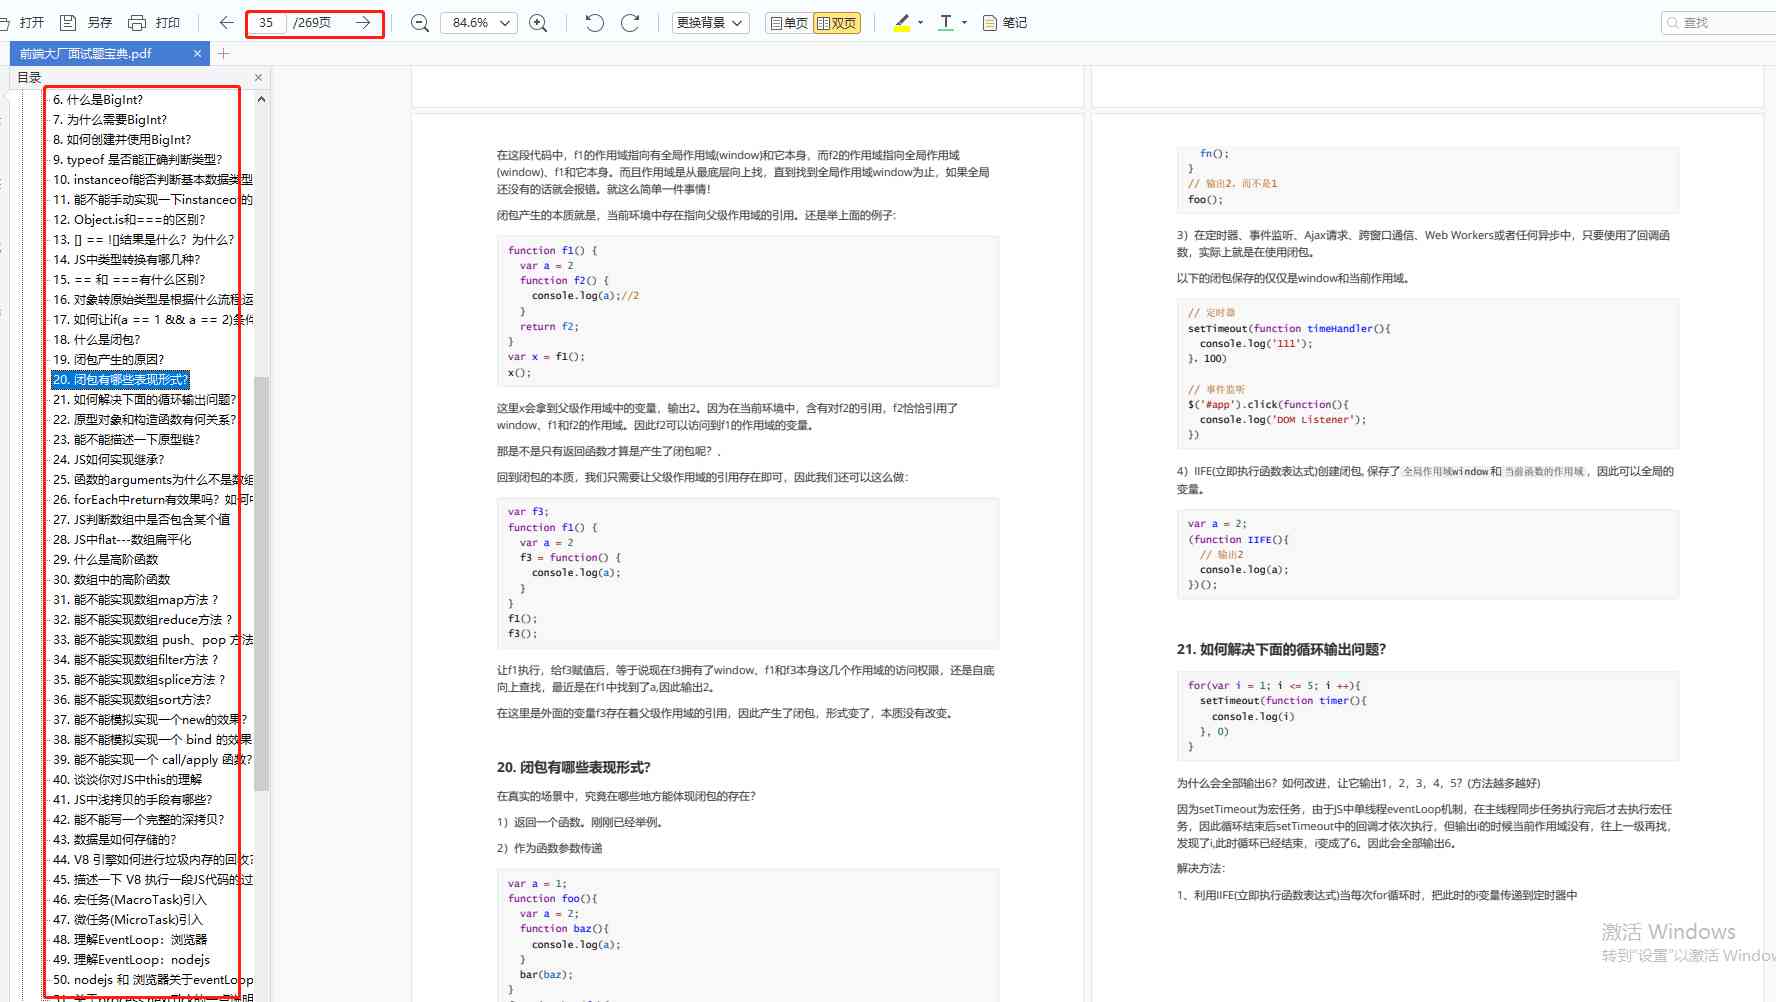 打开 另存 打印 35 /269页 84.6% 更换背景 单页 双页 T 笔记 查找
前端大厂面试题宝典.pdf
目录
6. 什么是BigInt?
7. 为什么需要BigInt?
8. 如何创建并使用BigInt?
9. typeof 是否能正确判断类型?
10. instanceof能否判断基本数据类型
11. 能不能手动实现一下instanceof的
12. Object.is和===的区别?
13. [] == ![]结果是什么? 为什么?
14. JS中类型转换有哪几种?
15. == 和 ===有什么区别?
16. 对象转原始类型是根据什么流程运
17. 如何让if(a == 1 && a == 2)条件
18. 什么是闭包?
19. 闭包产生的原因?
20. 闭包有哪些表现形式?
21. 如何解决下面的循环输出问题?
22. 原型对象和构造函数有何关系?
23. 能不能描述一下原型链?
24. JS如何实现继承?
25. 函数的arguments为什么不是数组
26. forEach中return有效果吗? 如何中
27. JS判断数组中是否包含某个值
28. JS中flat---数组扁平化
29. 什么是高阶函数
30. 数组中的高阶函数
31. 能不能实现数组map方法 ?
32. 能不能实现数组reduce方法 ?
33. 能不能实现数组 push、pop 方法
34. 能不能实现数组filter方法 ?
35. 能不能实现数组splice方法 ?
36. 能不能实现数组sort方法?
37. 能不能模拟实现一个new的效果?
38. 能不能模拟实现一个 bind 的效果
39. 能不能实现一个 call/apply 函数?
40. 谈谈你对JS中this的理解
41. JS中浅拷贝的手段有哪些?
42. 能不能写一个完整的深拷贝?
43. 数据是如何存储的?
44. V8 引擎如何进行垃圾内存的回收?
45. 描述一下 V8 执行一段JS代码的过
46. 宏任务(MacroTask)引入
47. 微任务(MicroTask)引入
48. 理解EventLoop: 浏览器
49. 理解EventLoop: nodejs
50. nodejs 和 浏览器关于eventLoop
在这段代码中，f1的作用域指向有全局作用域(window)和它本身，而f2的作用域指向全局作用域
(window)、f1和它本身。而且作用域是从最底层向上找，直到找到全局作用域window为止，如果全局
还没有的话就会报错。就这么简单一件事情！
闭包产生的本质就是，当前环境中存在指向父级作用域的引用。还是举上面的例子:
function f1() {
var a = 2
function f2() {
console.log(a);//2
}
return f2;
}
var x = f1();
x();
这里x会拿到父级作用域中的变量，输出2。因为在当前环境中，含有对f2的引用，f2恰恰引用了
window、f1和f2的作用域。因此f2可以访问到f1的作用域的变量。
那是不是只有返回函数才算是产生了闭包呢？、
回到闭包的本质，我们只需要让父级作用域的引用存在即可，因此我们还可以这么做:
var f3;
function f1() {
var a = 2
f3 = function() {
console.log(a);
}
}
f1();
f3();
让f1执行，给f3赋值后，等于说现在f3拥有了window、f1和f3本身这几个作用域的访问权限，还是自底
向上查找，最近是在f1中找到了a,因此输出2。
在这里是外面的变量f3存在着父级作用域的引用，因此产生了闭包，形式变了，本质没有改变。
20. 闭包有哪些表现形式?
在真实的场景中，究竟在哪些地方能体现闭包的存在?
1）返回一个函数。刚刚已经举例。
2）作为函数参数传递
var a = 1;
function foo(){
var a = 2;
function baz(){
console.log(a);
}
bar(baz);
}
fn();
}
// 输出2，而不是1
foo();
3）在定时器、事件监听、Ajax请求、跨窗口通信、Web Workers或者任何异步中，只要使用了回调函
数，实际上就是在使用闭包。
以下的闭包保存的仅仅是window和当前作用域。
// 定时器
setTimeout(function timeHandler(){
console.log('111');
}，100)
// 事件监听
$('#app').click(function(){
console.log('DOM Listener');
})
4）IIFE(立即执行函数表达式)创建闭包, 保存了全局作用域window和当前函数的作用域，因此可以全局的
变量。
var a = 2;
(function IIFE(){
// 输出2
console.log(a);
})();
21. 如何解决下面的循环输出问题?
for(var i = 1; i <= 5; i ++){
setTimeout(function timer(){
console.log(i)
}, 0)
}
为什么会全部输出6？如何改进，让它输出1，2，3，4，5？(方法越多越好)
因为setTimeout为宏任务，由于JS中单线程eventLoop机制，在主线程同步任务执行完后才去执行宏任
务，因此循环结束后setTimeout中的回调才依次执行，但输出i的时候当前作用域没有，往上一级再找，
发现了i,此时循环已经结束，i变成了6。因此会全部输出6。
解决方法:
1、利用IIFE(立即执行函数表达式)当每次for循环时，把此时的i变量传递到定时器中
激活 Windows
转到"设置"以激活 Window